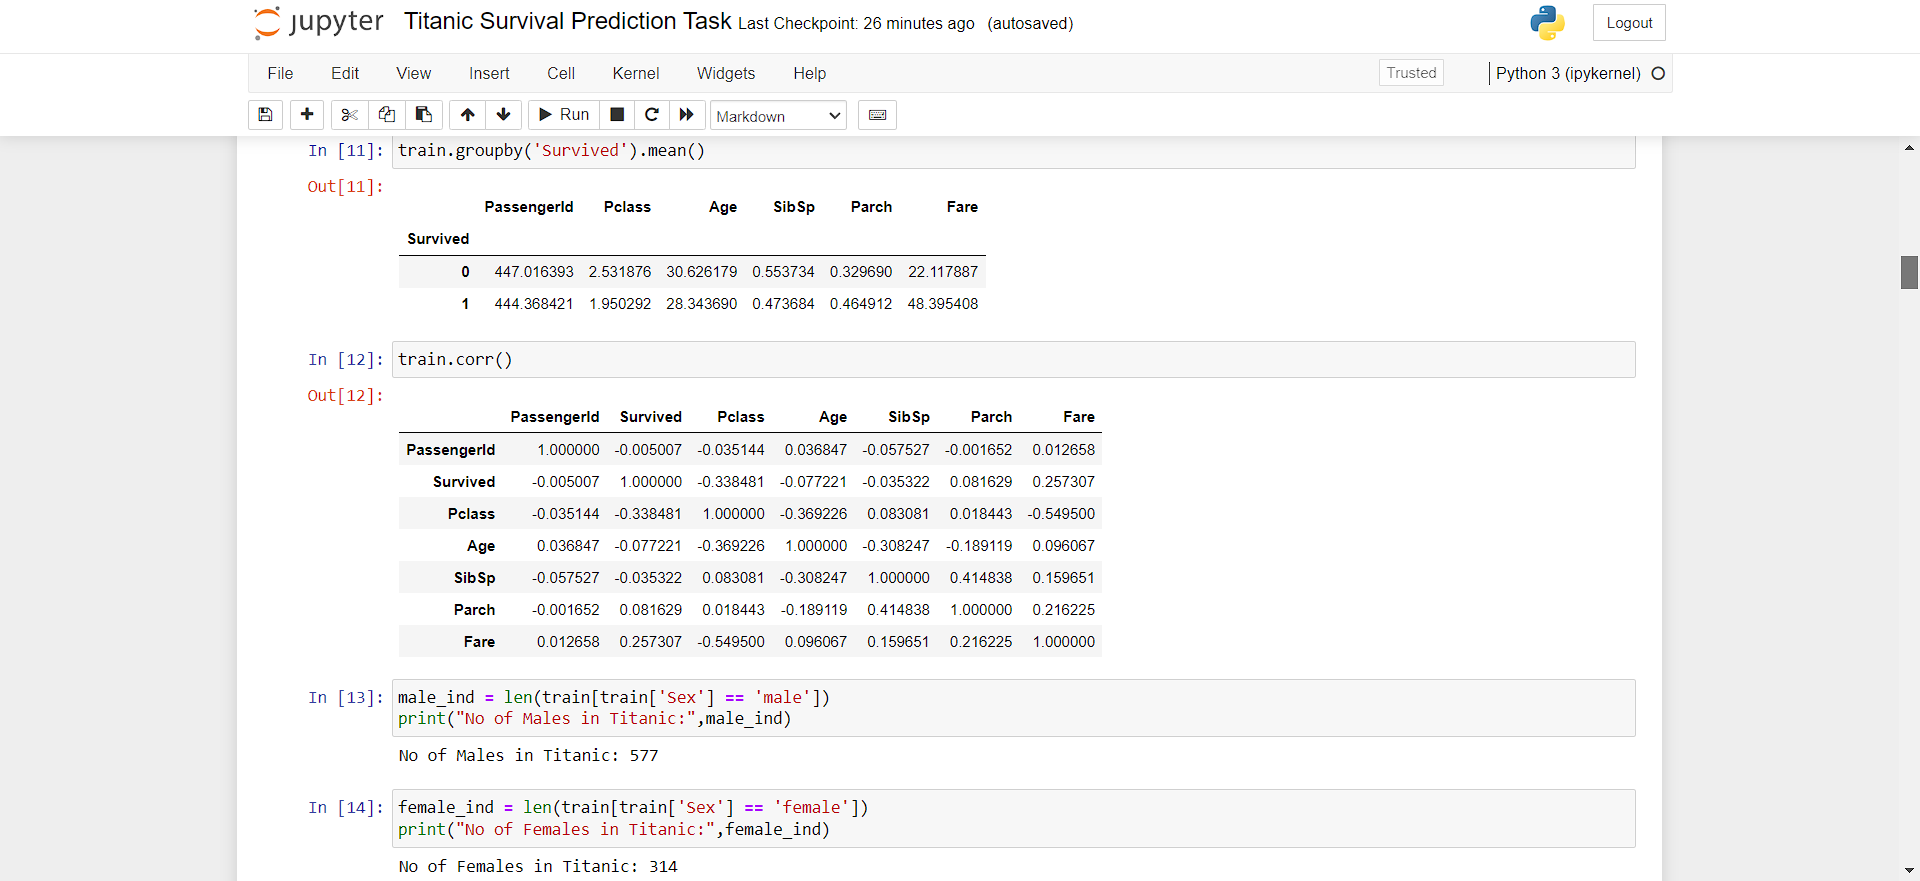 jupyter Titanic Survival Prediction Task Last Checkpoint: 26 minutes ago (autosaved) Logout
File Edit View Insert Cell Kernel Widgets Help Trusted Python 3 (ipykernel)
Run Markdown
In [11]: train.groupby('Survived').mean()
Out[11]:
PassengerId Pclass Age SibSp Parch Fare
Survived
0 447.016393 2.531876 30.626179 0.553734 0.329690 22.117887
1 444.368421 1.950292 28.343690 0.473684 0.464912 48.395408
In [12]: train.corr()
Out[12]:
PassengerId Survived Pclass Age SibSp Parch Fare
PassengerId 1.000000 -0.005007 -0.035144 0.036847 -0.057527 -0.001652 0.012658
Survived -0.005007 1.000000 -0.338481 -0.077221 -0.035322 0.081629 0.257307
Pclass -0.035144 -0.338481 1.000000 -0.369226 0.083081 0.018443 -0.549500
Age 0.036847 -0.077221 -0.369226 1.000000 -0.308247 -0.189119 0.096067
SibSp -0.057527 -0.035322 0.083081 -0.308247 1.000000 0.414838 0.159651
Parch -0.001652 0.081629 0.018443 -0.189119 0.414838 1.000000 0.216225
Fare 0.012658 0.257307 -0.549500 0.096067 0.159651 0.216225 1.000000
In [13]: male_ind = len(train[train['Sex'] == 'male'])
print("No of Males in Titanic:",male_ind)
No of Males in Titanic: 577
In [14]: female_ind = len(train[train['Sex'] == 'female'])
print("No of Females in Titanic:",female_ind)
No of Females in Titanic: 314